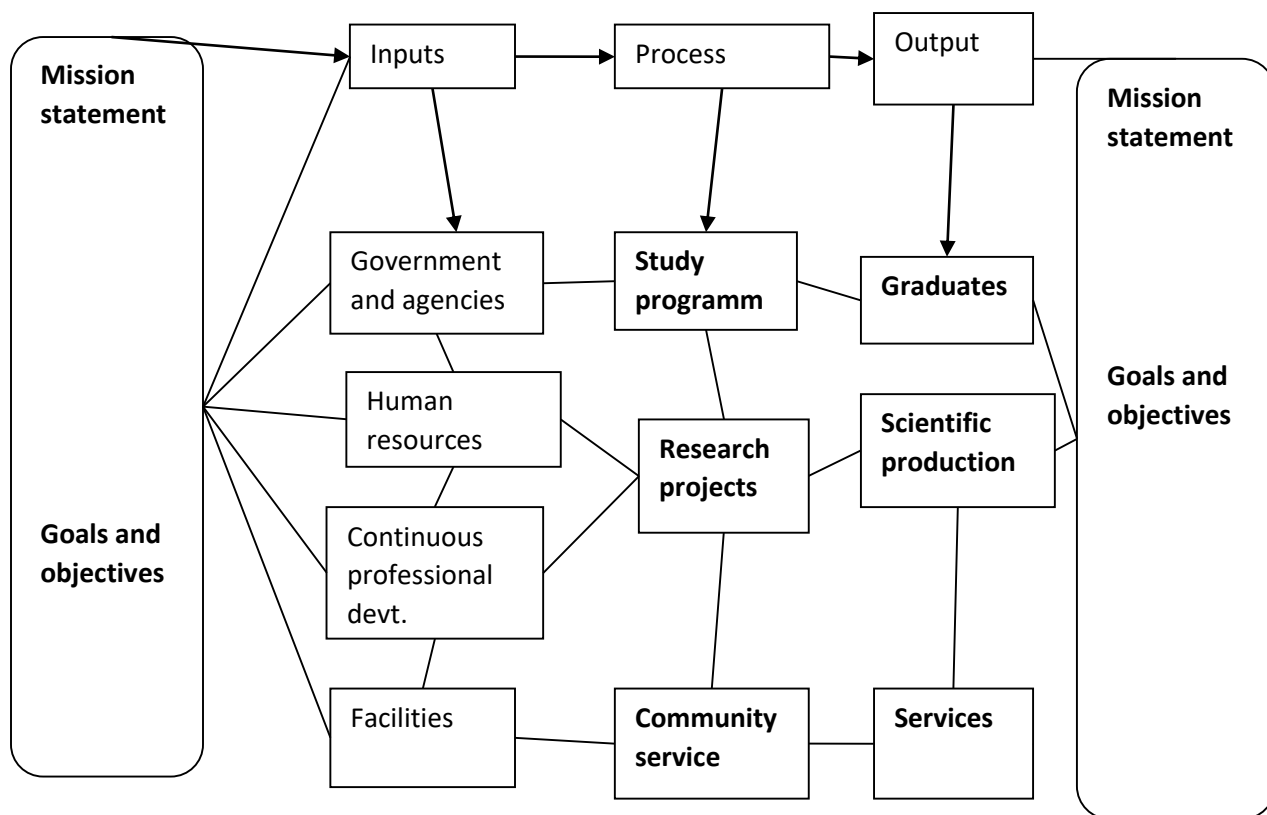 Mission
statement
Goals and
objectives
Inputs
Process
Output
Mission
statement
Goals and
objectives
Government
and agencies
Study
programm
Graduates
Human
resources
Research
projects
Scientific
production
Continuous
professional
devt.
Facilities
Community
service
Services